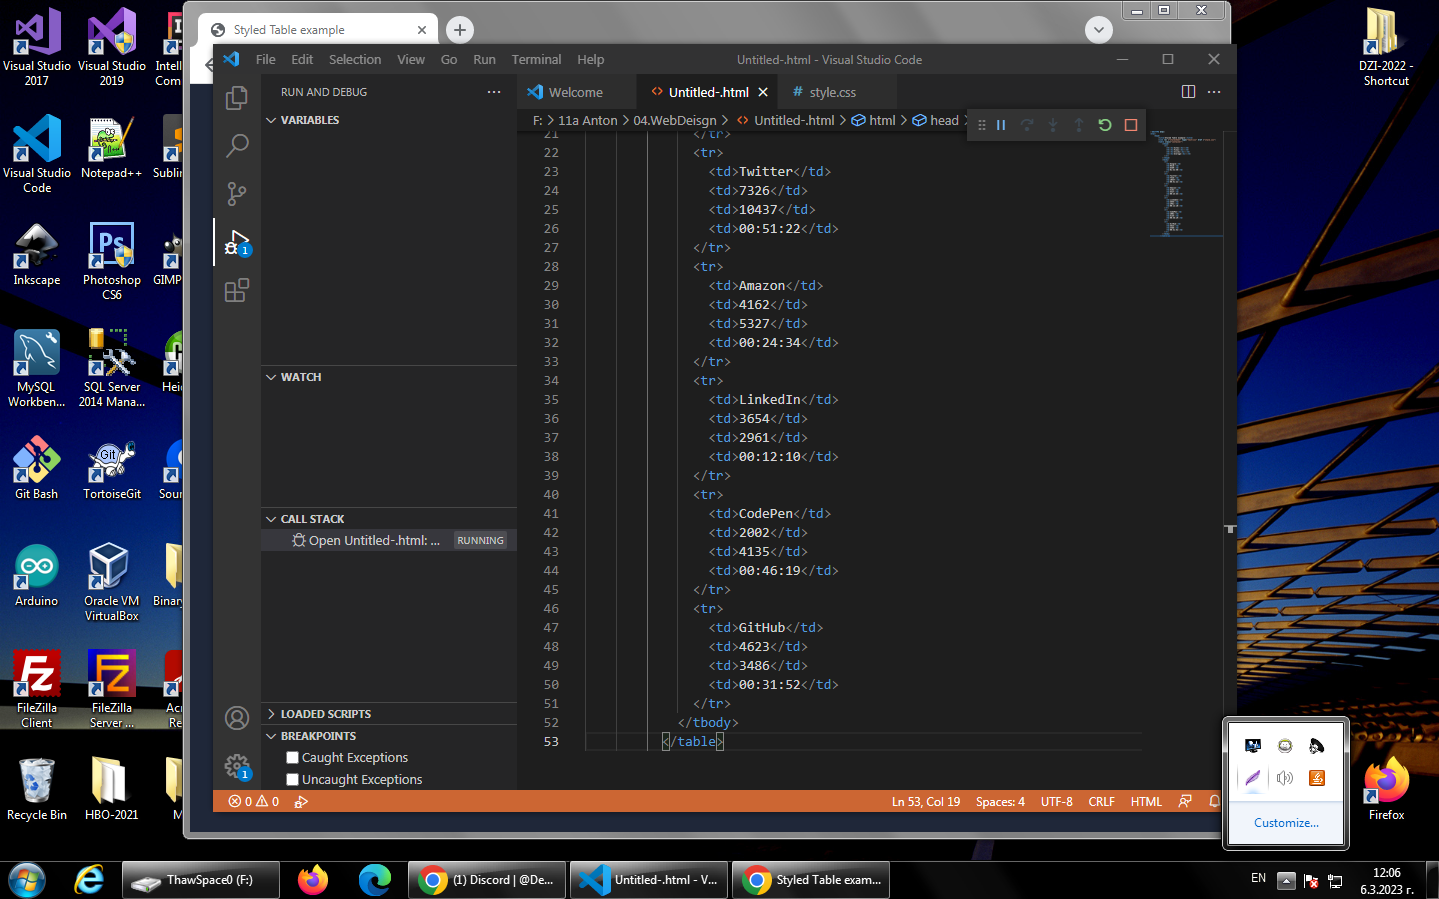 Visual Studio 2017
Visual Studio 2019
Visual Studio Code
Notepad++
Inkscape
Photoshop CS6
GIMP
MySQL Workben...
SQL Server 2014 Mana...
Git Bash
TortoiseGit
Arduino
Oracle VM VirtualBox
FileZilla Client
FileZilla Server ...
Recycle Bin
HBO-2021
DZI-2022 - Shortcut
Firefox
Styled Table example
File Edit Selection View Go Run Terminal Help
Untitled-.html - Visual Studio Code
RUN AND DEBUG
VARIABLES
WATCH
CALL STACK
Open Untitled-.html: ... RUNNING
LOADED SCRIPTS
BREAKPOINTS
Caught Exceptions
Uncaught Exceptions
1
1
Welcome
Untitled-.html
style.css
F: > 11a Anton > 04.WebDeisgn > Untitled-.html > html > head >
21 </tr>
22 <tr>
23 <td>Twitter</td>
24 <td>7326</td>
25 <td>10437</td>
26 <td>00:51:22</td>
27 </tr>
28 <tr>
29 <td>Amazon</td>
30 <td>4162</td>
31 <td>5327</td>
32 <td>00:24:34</td>
33 </tr>
34 <tr>
35 <td>LinkedIn</td>
36 <td>3654</td>
37 <td>2961</td>
38 <td>00:12:10</td>
39 </tr>
40 <tr>
41 <td>CodePen</td>
42 <td>2002</td>
43 <td>4135</td>
44 <td>00:46:19</td>
45 </tr>
46 <tr>
47 <td>GitHub</td>
48 <td>4623</td>
49 <td>3486</td>
50 <td>00:31:52</td>
51 </tr>
52 </tbody>
53 </table>
0 0
Ln 53, Col 19 Spaces: 4 UTF-8 CRLF HTML
Customize...
ThawSpace0 (F:)
(1) Discord | @De...
Untitled-.html - V...
Styled Table exam...
EN
12:06
6.3.2023 г.